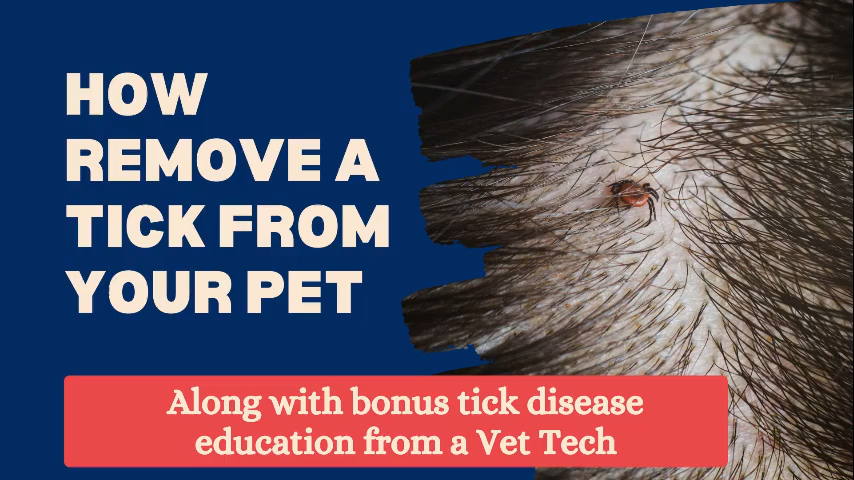 HOW
REMOVE A
TICK FROM
YOUR PET
Along with bonus tick disease
education from a Vet Tech